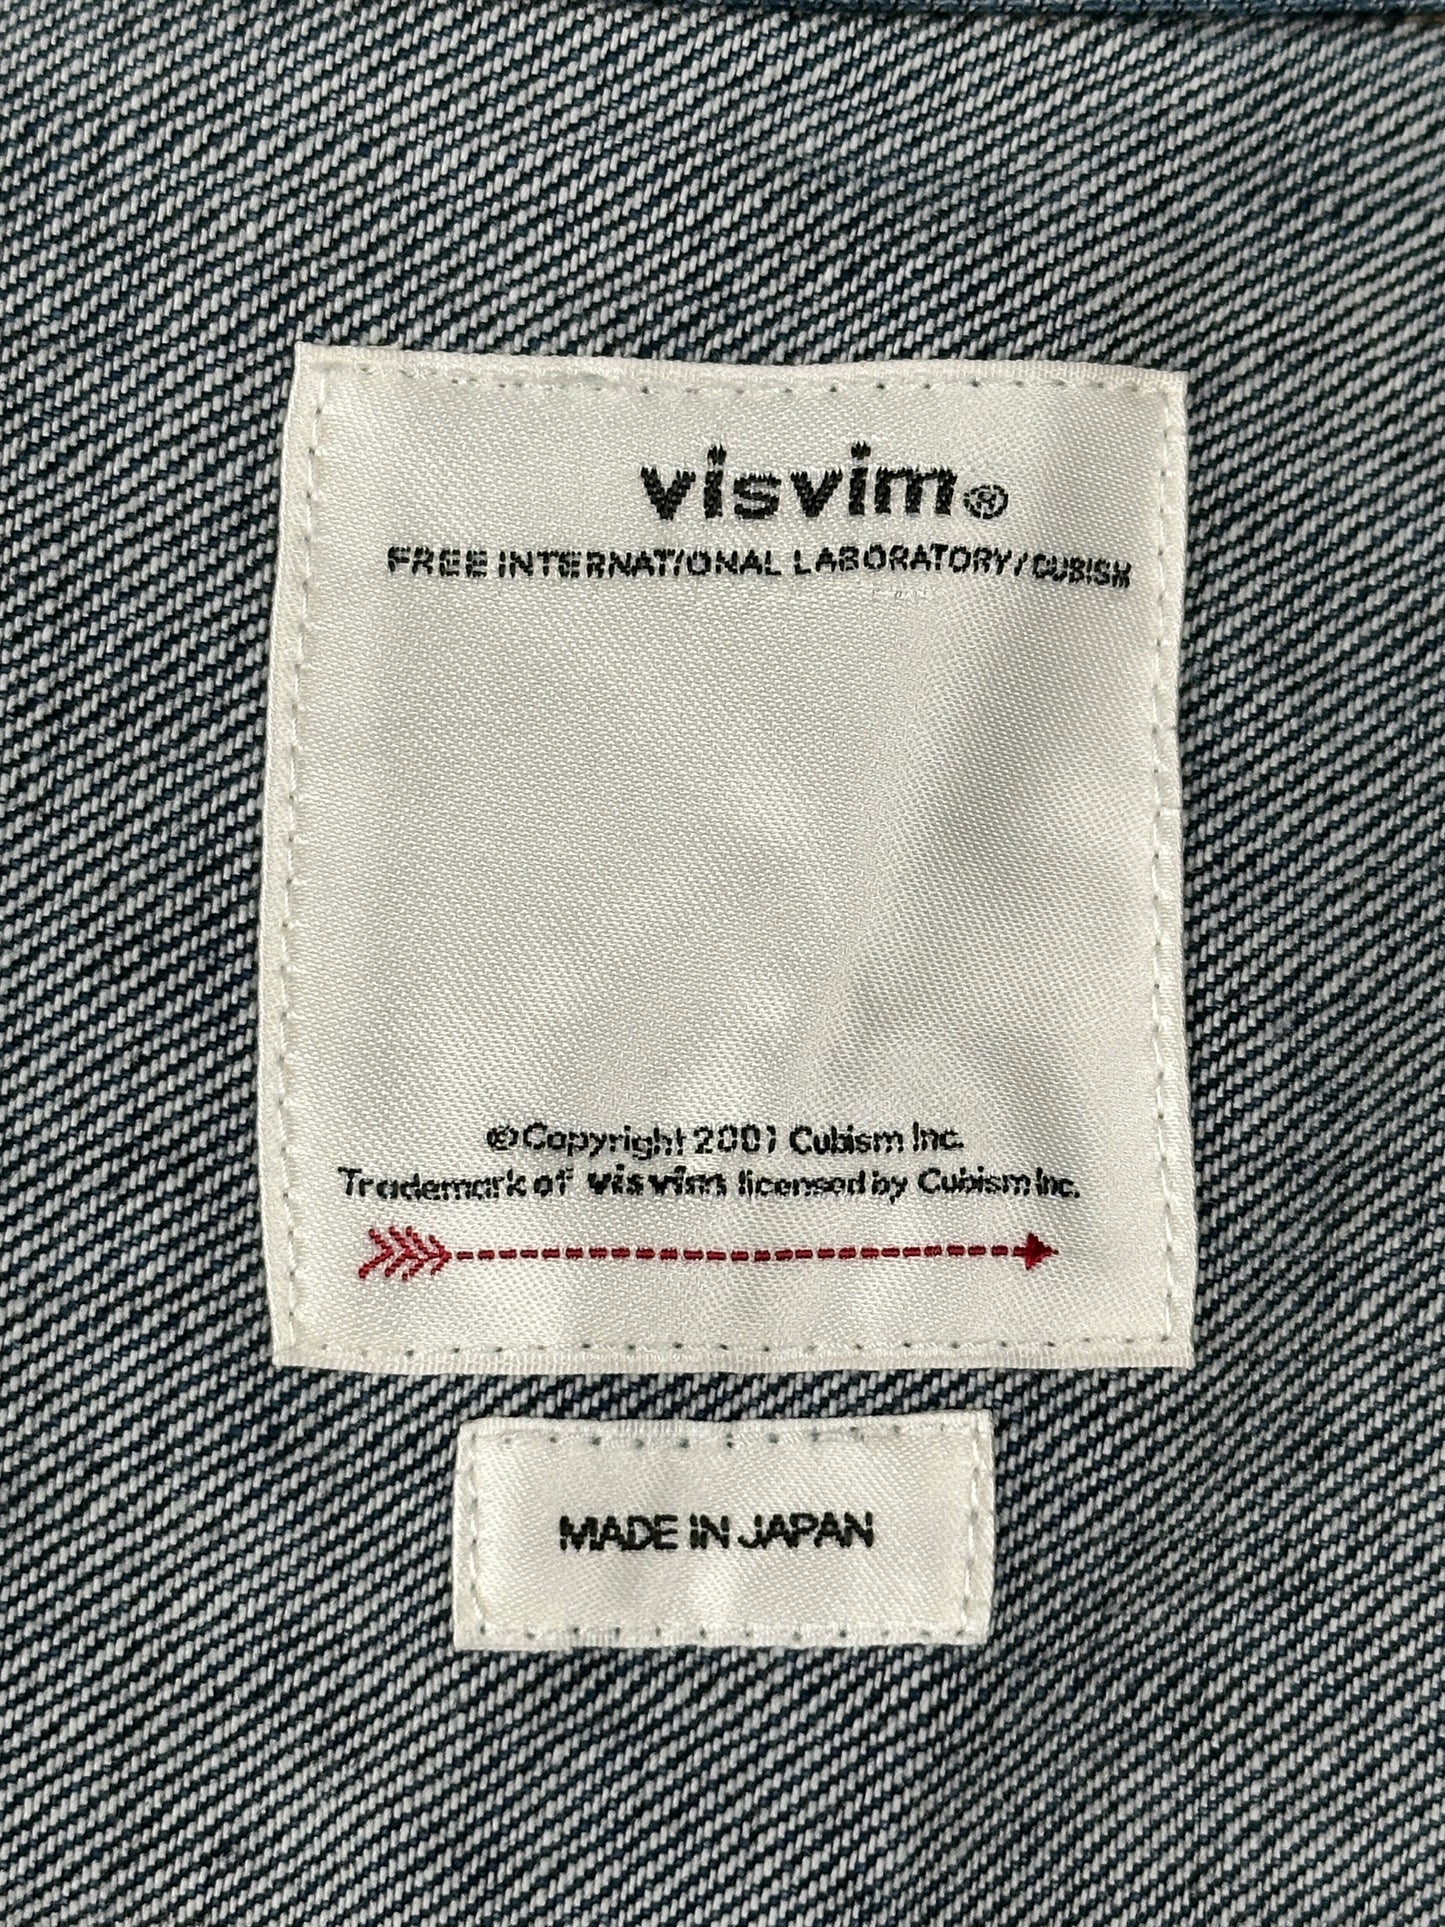 visvim®
FREE INTERNATIONAL LABORATORY/CUBISM
©Copyright 2001 Cubism Inc.
Trademark of visvim licensed by Cubism Inc.
MADE IN JAPAN